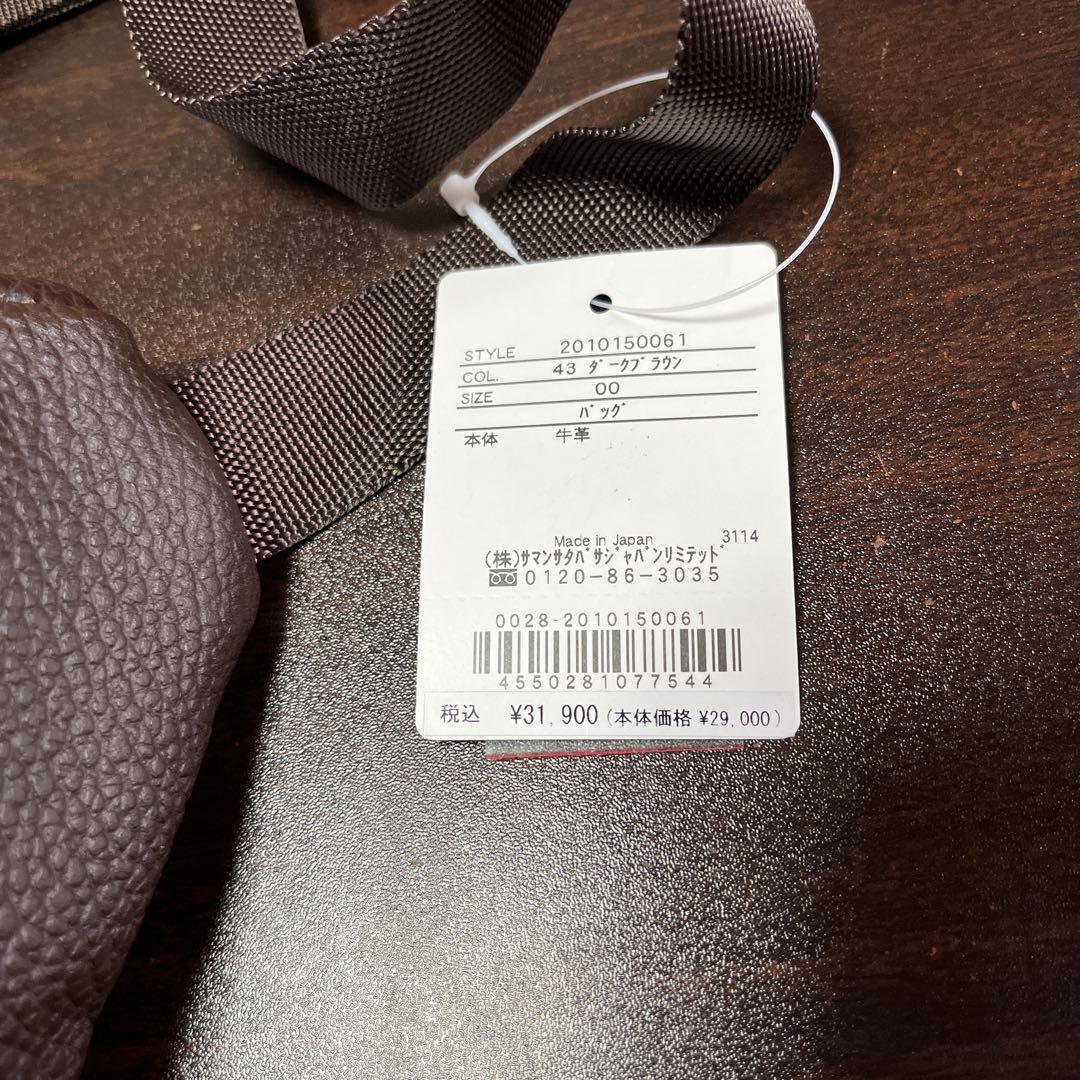 STYLE 2010150061
COL. 43 ﾀﾞｰｸﾌﾞﾗｳﾝ
SIZE 00
ﾊﾞｯｸﾞ
本体 牛革
Made in Japan 3114
(株)ｻﾏﾝｻﾀﾊﾞｻｼﾞｬﾊﾟﾝﾘﾐﾃｯﾄﾞ
0120-86-3035
0028-2010150061
4550281077544
税込 ¥31,900 (本体価格 ¥29,000)